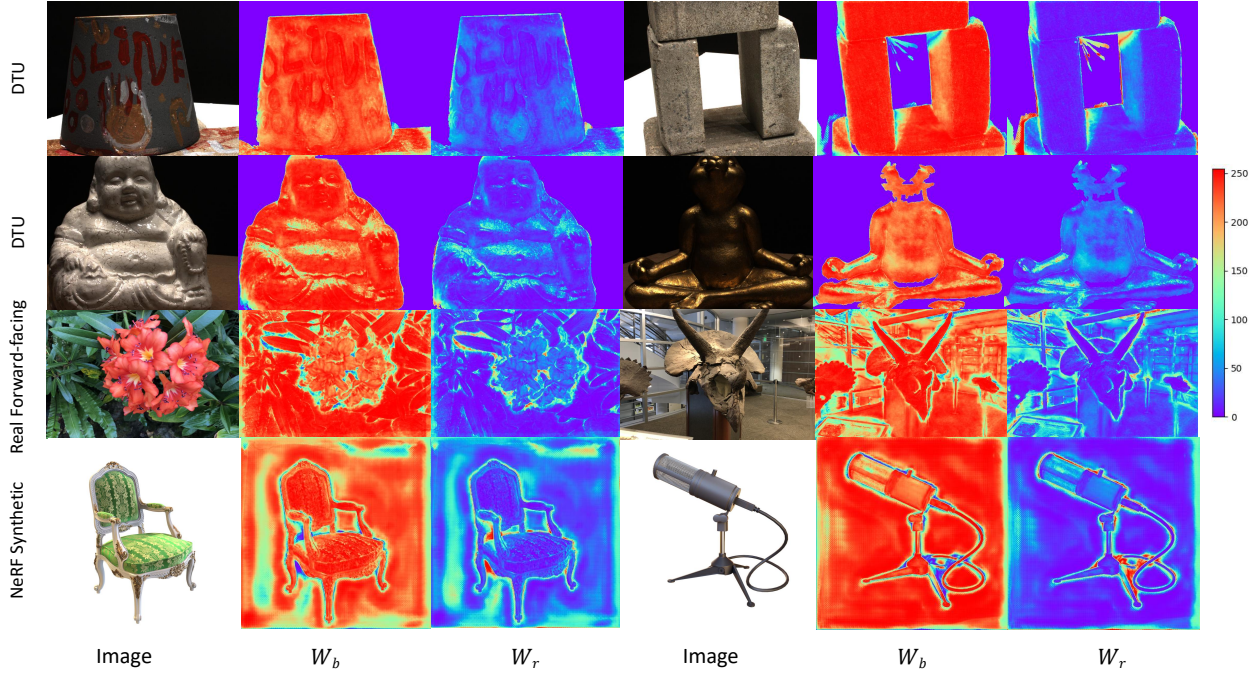 DTU
DTU
Real Forward-facing
NeRF Synthetic
250
200
150
100
50
0
Image
W_b
W_r
Image
W_b
W_r